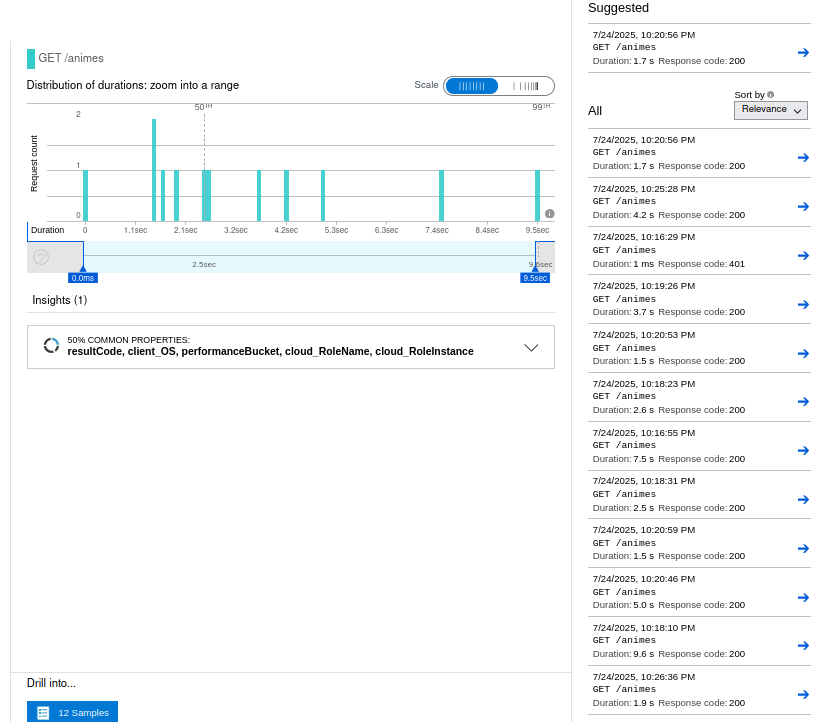 GET /animes
Distribution of durations: zoom into a range
Scale
50TH
99TH
Request count
2
1
0
Duration
0
1.1sec
2.1sec
3.2sec
4.2sec
5.3sec
6.3sec
7.4sec
8.4sec
9.5sec
2.5sec
9.6sec
0.0ms
9.5sec
Insights (1)
50% COMMON PROPERTIES:
resultCode, client_OS, performanceBucket, cloud_RoleName, cloud_RoleInstance
Drill into...
12 Samples
Suggested
7/24/2025, 10:20:56 PM
GET /animes
Duration: 1.7 s Response code: 200
Sort by
All
Relevance
7/24/2025, 10:20:56 PM
GET /animes
Duration: 1.7 s Response code: 200
7/24/2025, 10:25:28 PM
GET /animes
Duration: 4.2 s Response code: 200
7/24/2025, 10:16:29 PM
GET /animes
Duration: 1 ms Response code: 401
7/24/2025, 10:19:26 PM
GET /animes
Duration: 3.7 s Response code: 200
7/24/2025, 10:20:53 PM
GET /animes
Duration: 1.5 s Response code: 200
7/24/2025, 10:18:23 PM
GET /animes
Duration: 2.6 s Response code: 200
7/24/2025, 10:16:55 PM
GET /animes
Duration: 7.5 s Response code: 200
7/24/2025, 10:18:31 PM
GET /animes
Duration: 2.5 s Response code: 200
7/24/2025, 10:20:59 PM
GET /animes
Duration: 1.5 s Response code: 200
7/24/2025, 10:20:46 PM
GET /animes
Duration: 5.0 s Response code: 200
7/24/2025, 10:18:10 PM
GET /animes
Duration: 9.6 s Response code: 200
7/24/2025, 10:26:36 PM
GET /animes
Duration: 1.9 s Response code: 200